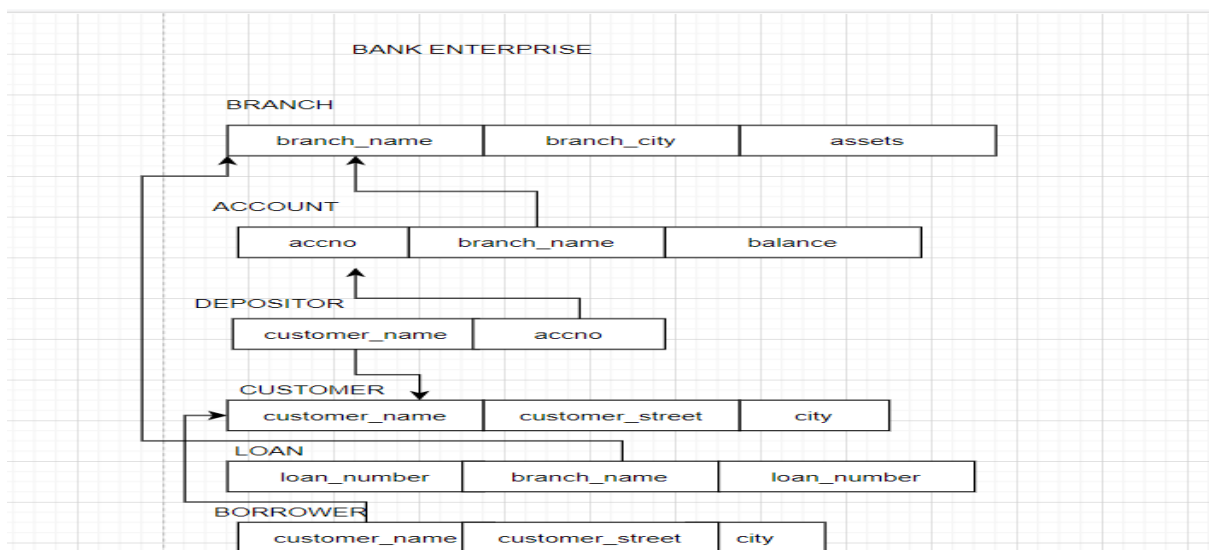 BANK ENTERPRISE
BRANCH
branch_name branch_city assets
ACCOUNT
accno branch_name balance
DEPOSITOR
customer_name accno
CUSTOMER
customer_name customer_street city
LOAN
loan_number branch_name loan_number
BORROWER
customer_name customer_street city